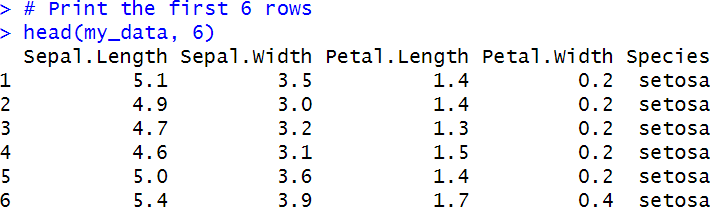 > # Print the first 6 rows
> head(my_data, 6)
  Sepal.Length Sepal.Width Petal.Length Petal.Width Species
1          5.1         3.5          1.4         0.2  setosa
2          4.9         3.0          1.4         0.2  setosa
3          4.7         3.2          1.3         0.2  setosa
4          4.6         3.1          1.5         0.2  setosa
5          5.0         3.6          1.4         0.2  setosa
6          5.4         3.9          1.7         0.4  setosa